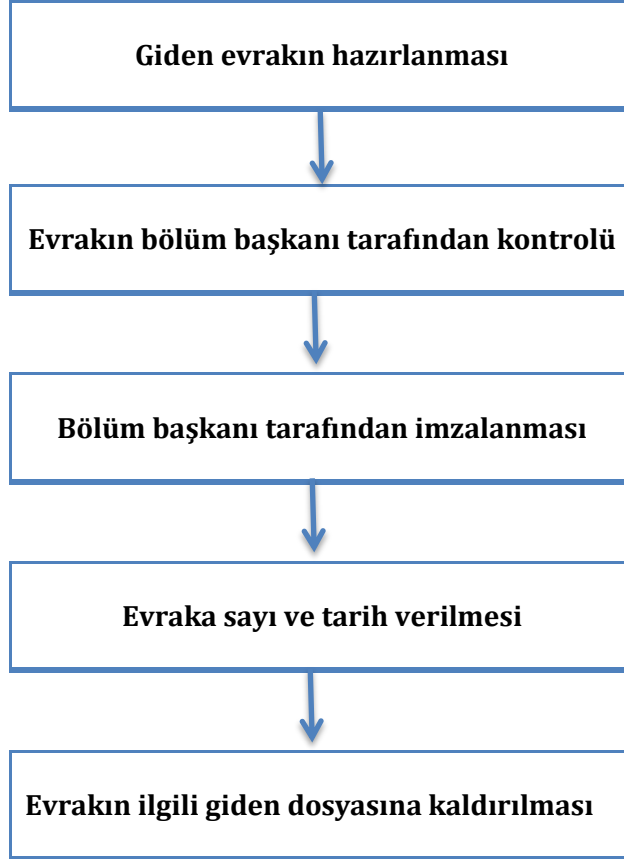 Giden evrakın hazırlanması
Evrakın bölüm başkanı tarafından kontrolü
Bölüm başkanı tarafından imzalanması
Evraka sayı ve tarih verilmesi
Evrakın ilgili giden dosyasına kaldırılması